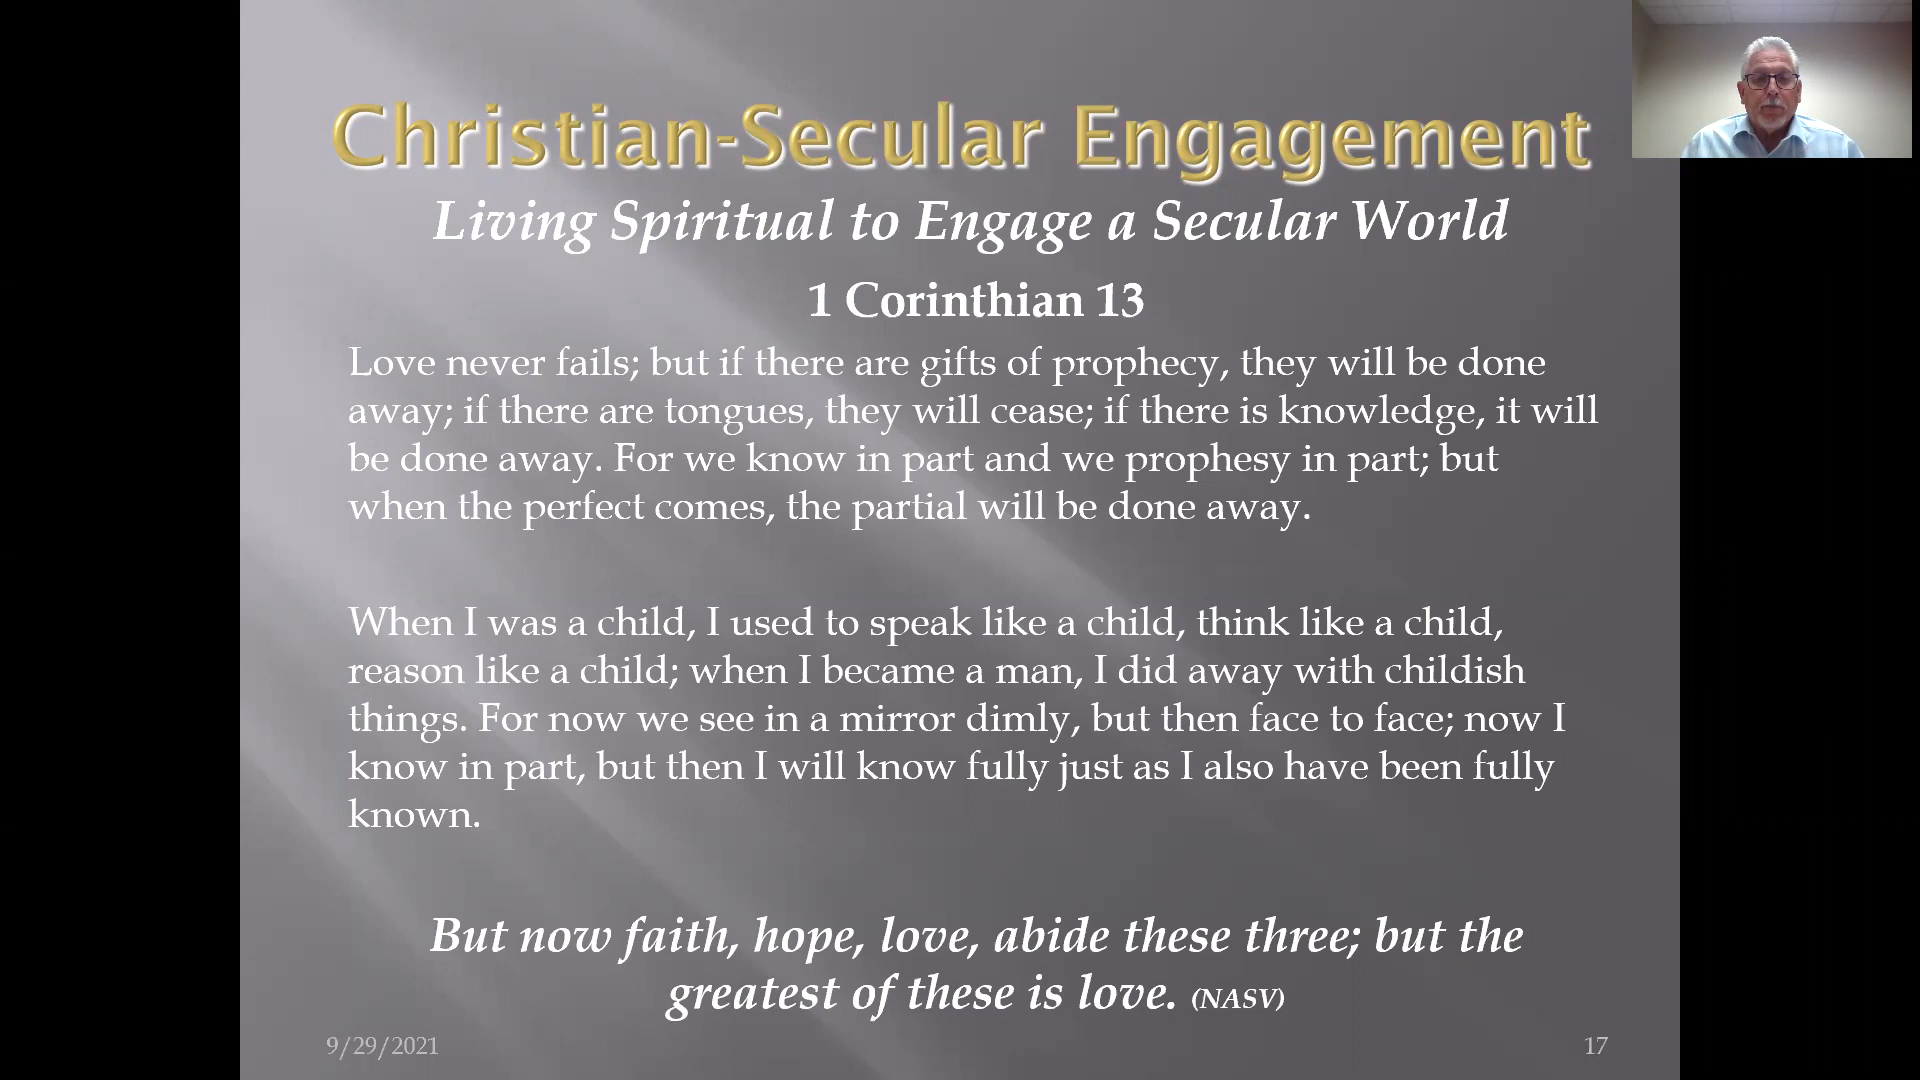 Christian-Secular Engagement
Living Spiritual to Engage a Secular World
1 Corinthian 13
Love never fails; but if there are gifts of prophecy, they will be done
away; if there are tongues, they will cease; if there is knowledge, it will
be done away. For we know in part and we prophesy in part; but
when the perfect comes, the partial will be done away.
When I was a child, I used to speak like a child, think like a child,
reason like a child; when I became a man, I did away with childish
things. For now we see in a mirror dimly, but then face to face; now I
know in part, but then I will know fully just as I also have been fully
known.
But now faith, hope, love, abide these three; but the
greatest of these is love. (NASV)
9/29/2021
17